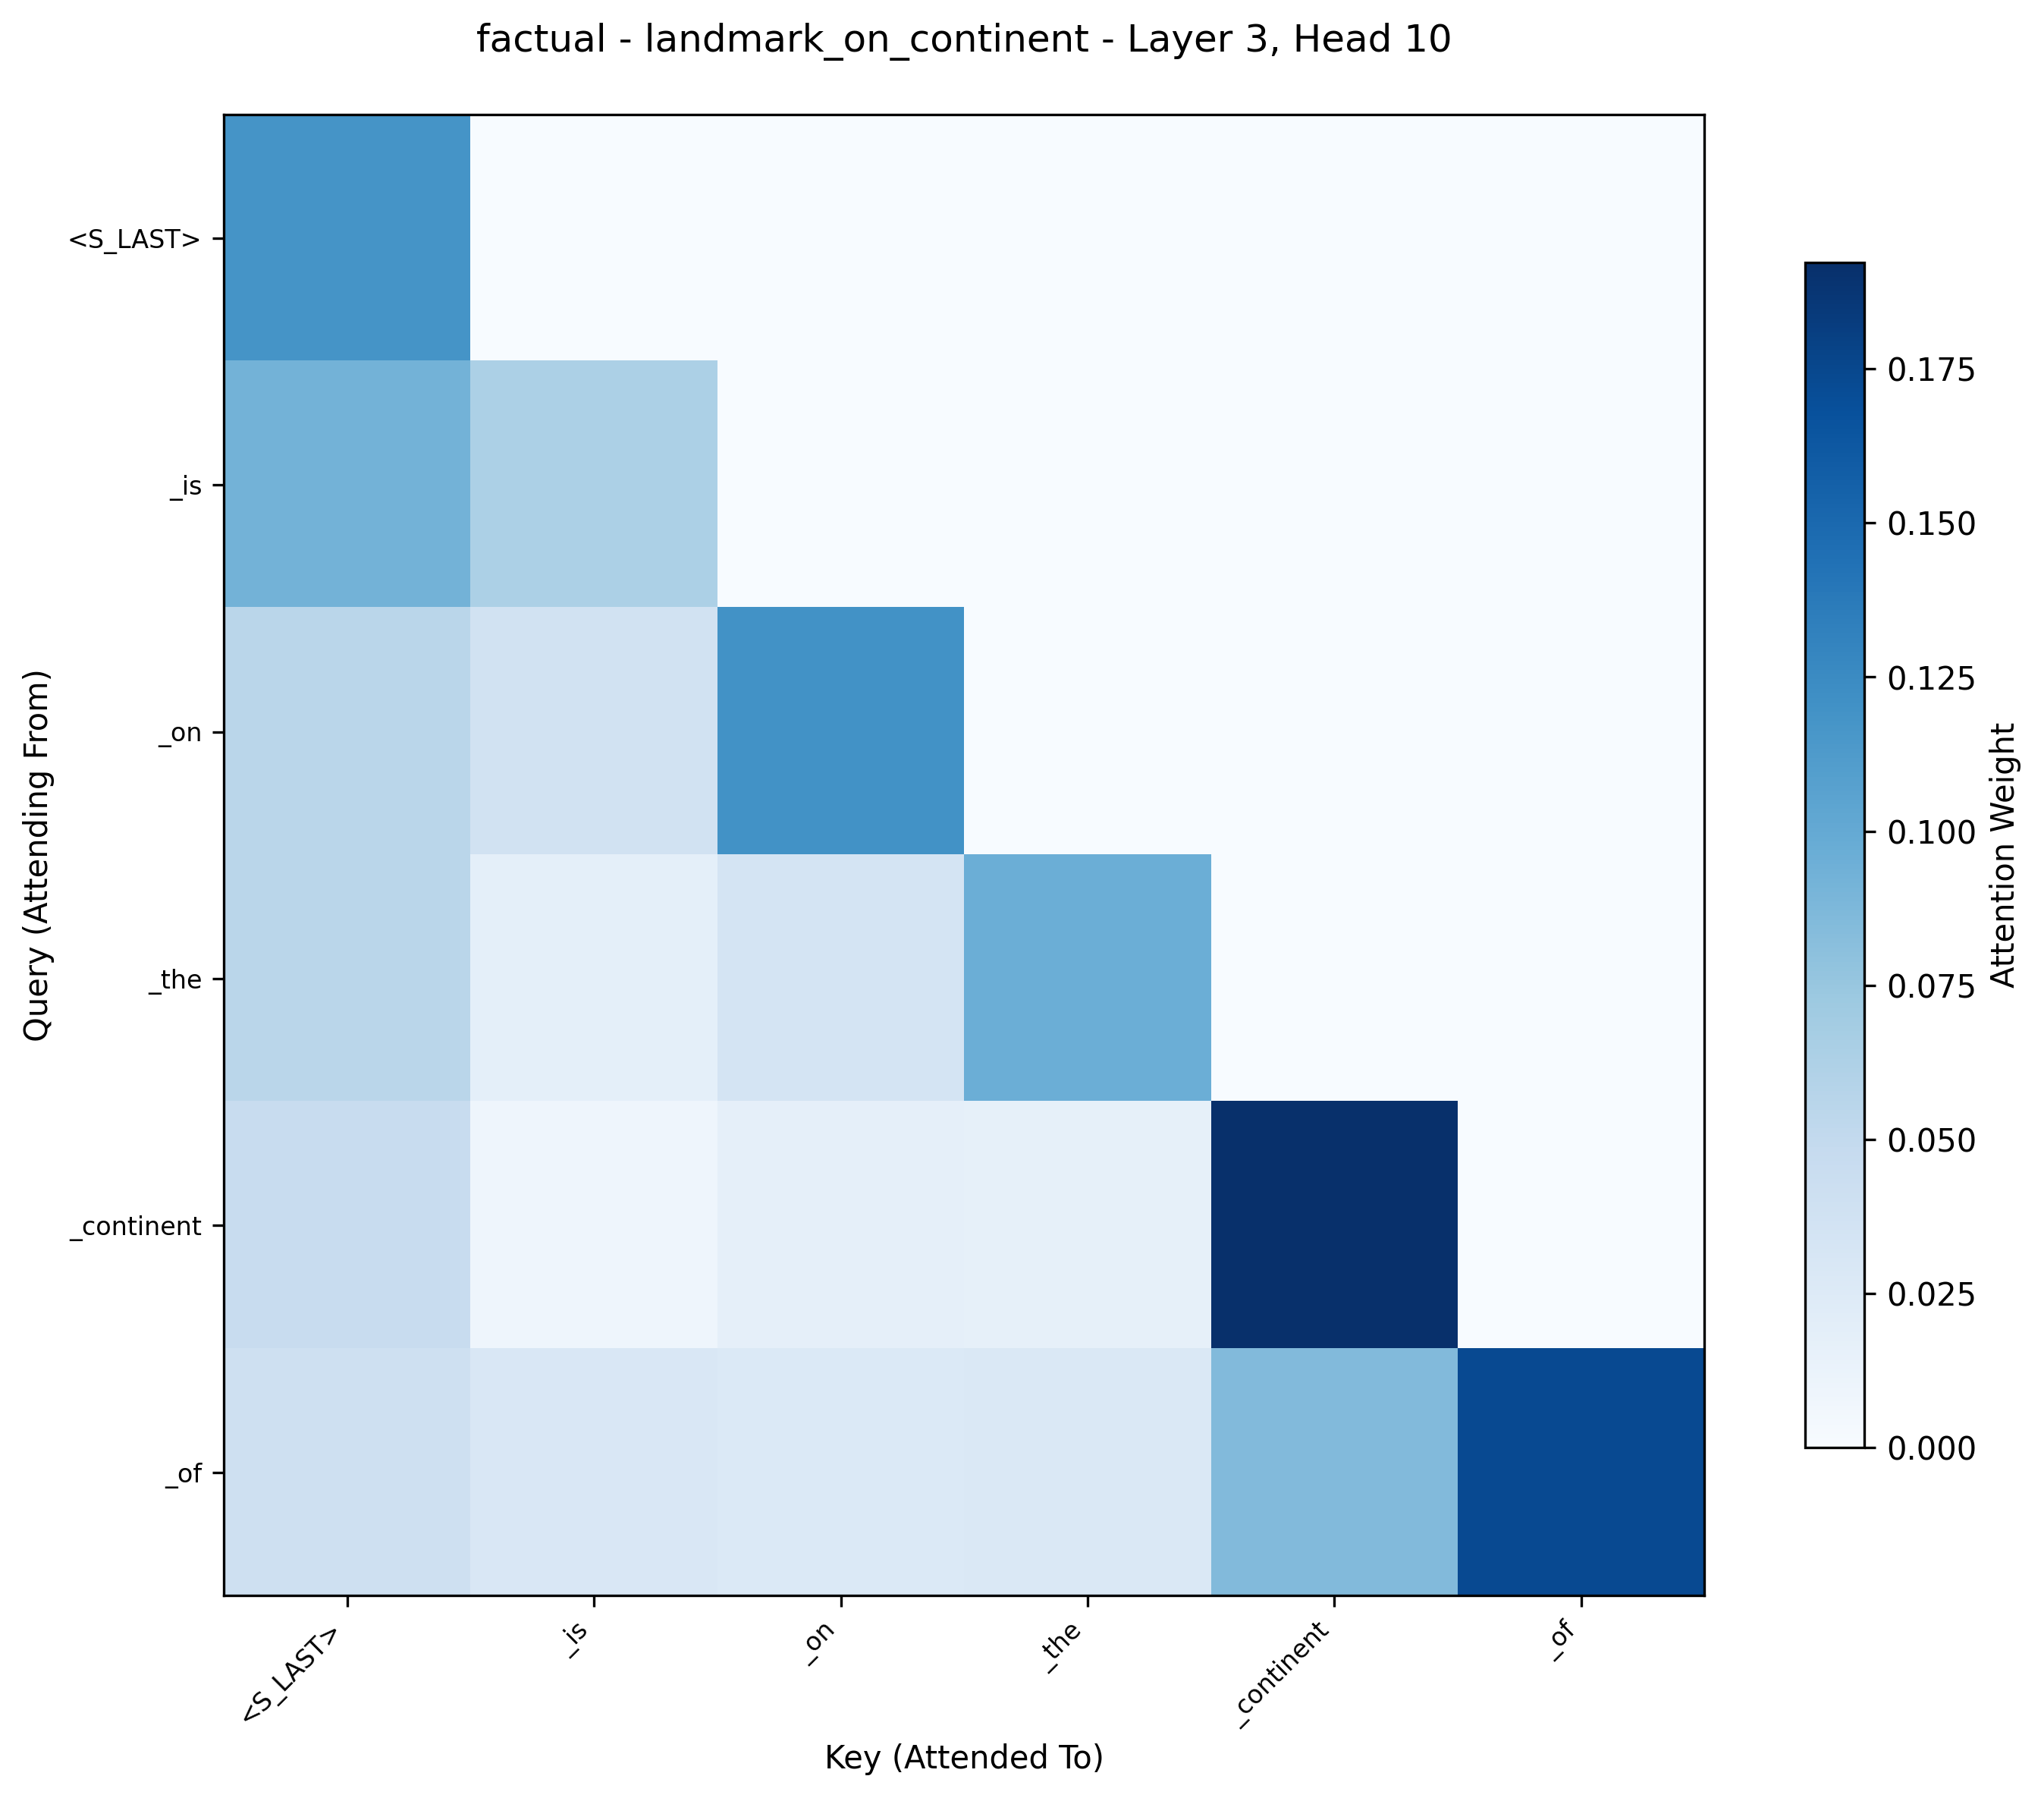 factual - landmark_on_continent - Layer 3, Head 10
Query (Attending From)
<S_LAST>
_is
_on
_the
_continent
_of
<S_LAST>
_is
_on
_the
_continent
_of
Key (Attended To)
0.175
0.150
0.125
0.100
0.075
0.050
0.025
0.000
Attention Weight